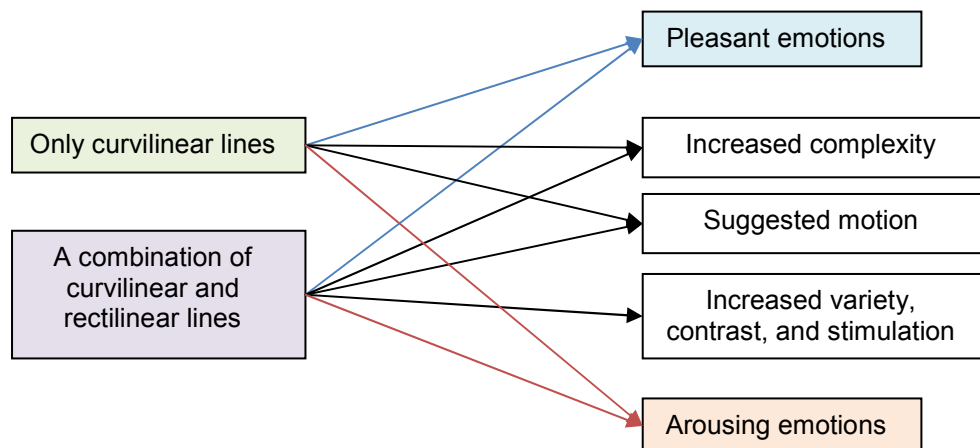 Pleasant emotions
Only curvilinear lines
Increased complexity
Suggested motion
A combination of
curvilinear and
rectilinear lines
Increased variety,
contrast, and stimulation
Arousing emotions